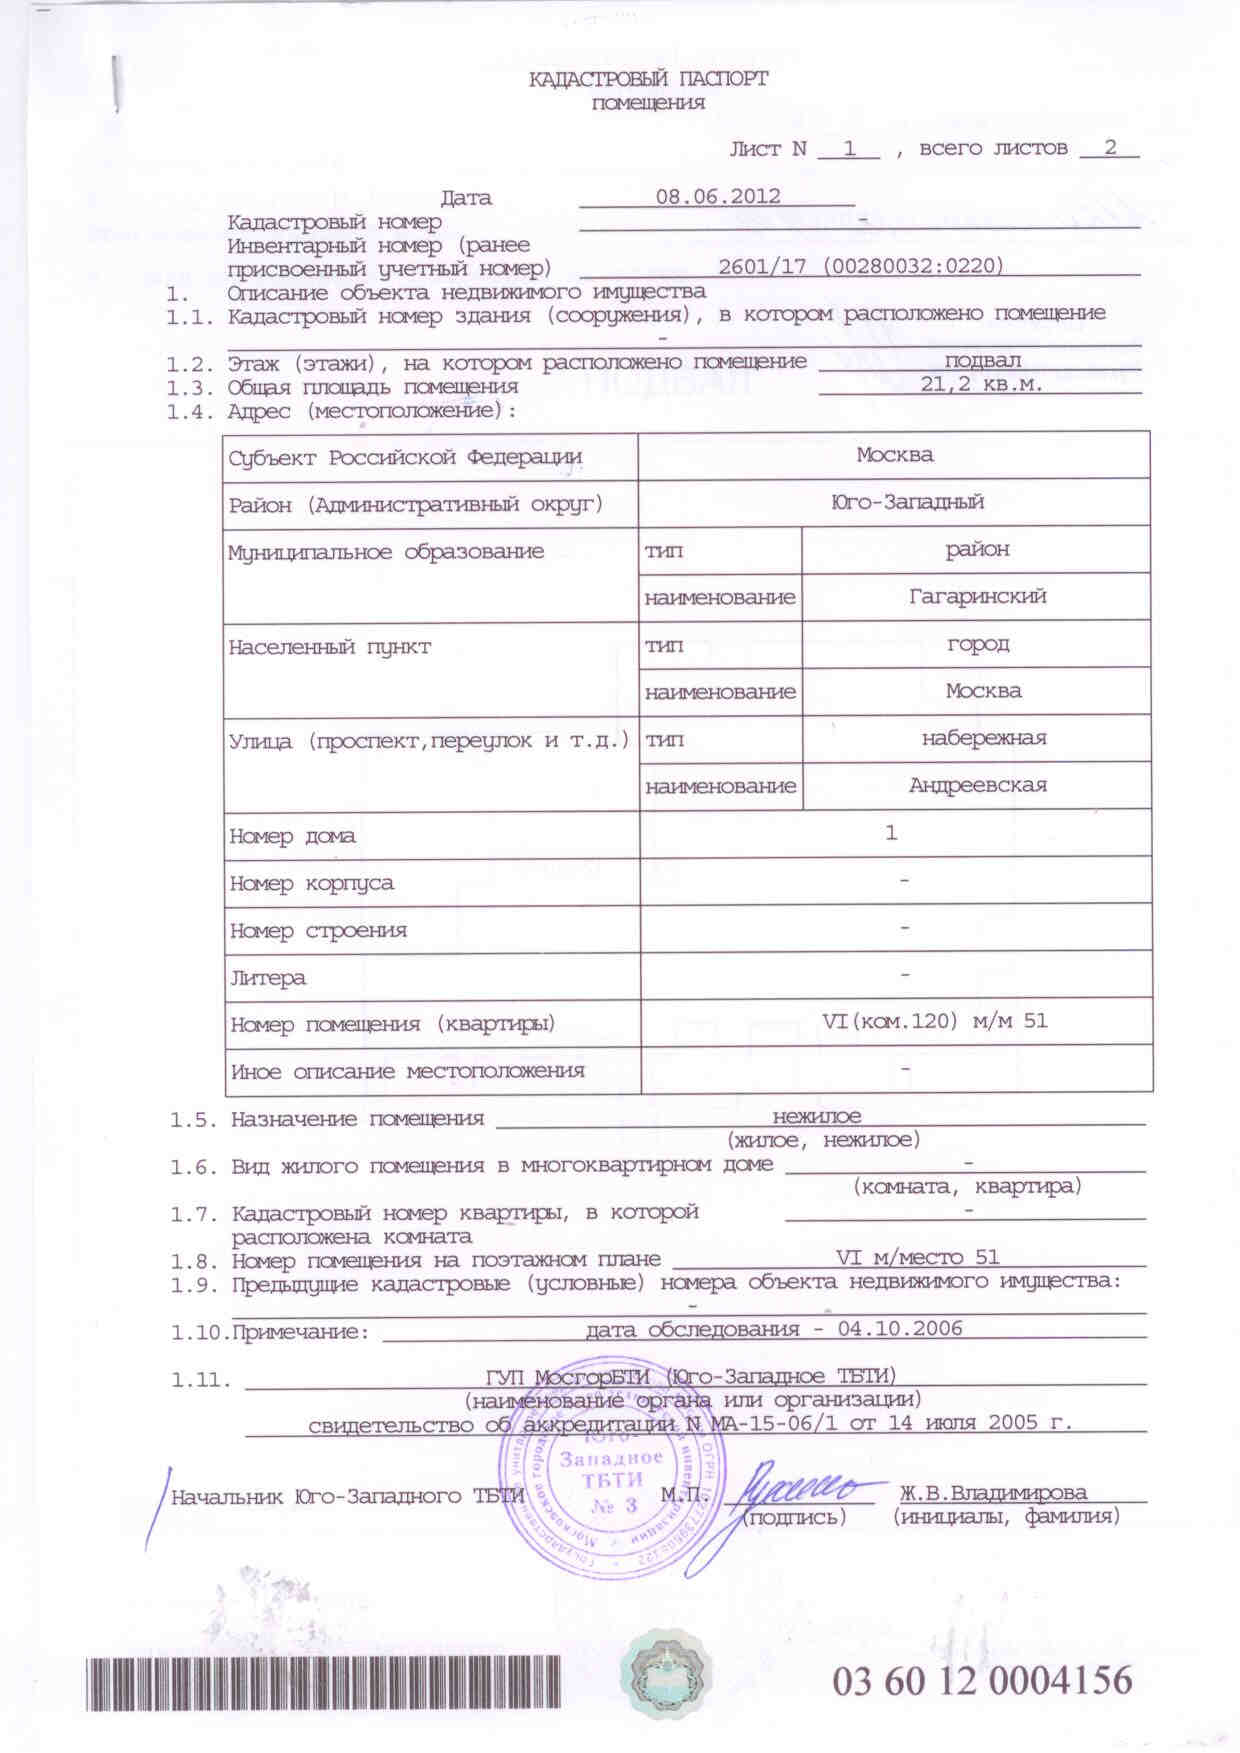 КАДАСТРОВЫЙ ПАСПОРТ
помещения
Лист N 1 , всего листов 2
Дата 08.06.2012
Кадастровый номер
Инвентарный номер (ранее
присвоенный учетный номер) 2601/17 (00280032:0220)
1. Описание объекта недвижимого имущества
1.1. Кадастровый номер здания (сооружения), в котором расположено помещение
-
1.2. Этаж (этажи), на котором расположено помещение подвал
1.3. Общая площадь помещения 21,2 кв.м.
1.4. Адрес (местоположение):
Субъект Российской Федерации Москва
Район (Административный округ) Юго-Западный
Муниципальное образование тип район
наименование Гагаринский
Населенный пункт тип город
наименование Москва
Улица (проспект,переулок и т.д.) тип набережная
наименование Андреевская
Номер дома 1
Номер корпуса -
Номер строения -
Литера -
Номер помещения (квартиры) VI(ком.120) м/м 51
Иное описание местоположения -
1.5. Назначение помещения нежилое
(жилое, нежилое)
1.6. Вид жилого помещения в многоквартирном доме -
(комната, квартира)
1.7. Кадастровый номер квартиры, в которой -
расположена комната
1.8. Номер помещения на поэтажном плане VI м/место 51
1.9. Предыдущие кадастровые (условные) номера объекта недвижимого имущества:
-
1.10.Примечание: дата обследования - 04.10.2006
1.11. ГУП МосгорБТИ (Юго-Западное ТБТИ)
(наименование органа или организации)
свидетельство об аккредитации N МА-15-06/1 от 14 июля 2005 г.
Юго-
Западное
ТБТИ
№ 3
Начальник Юго-Западного ТБТИ М.П. Ж.В.Владимирова
(подпись) (инициалы, фамилия)
03 60 12 0004156